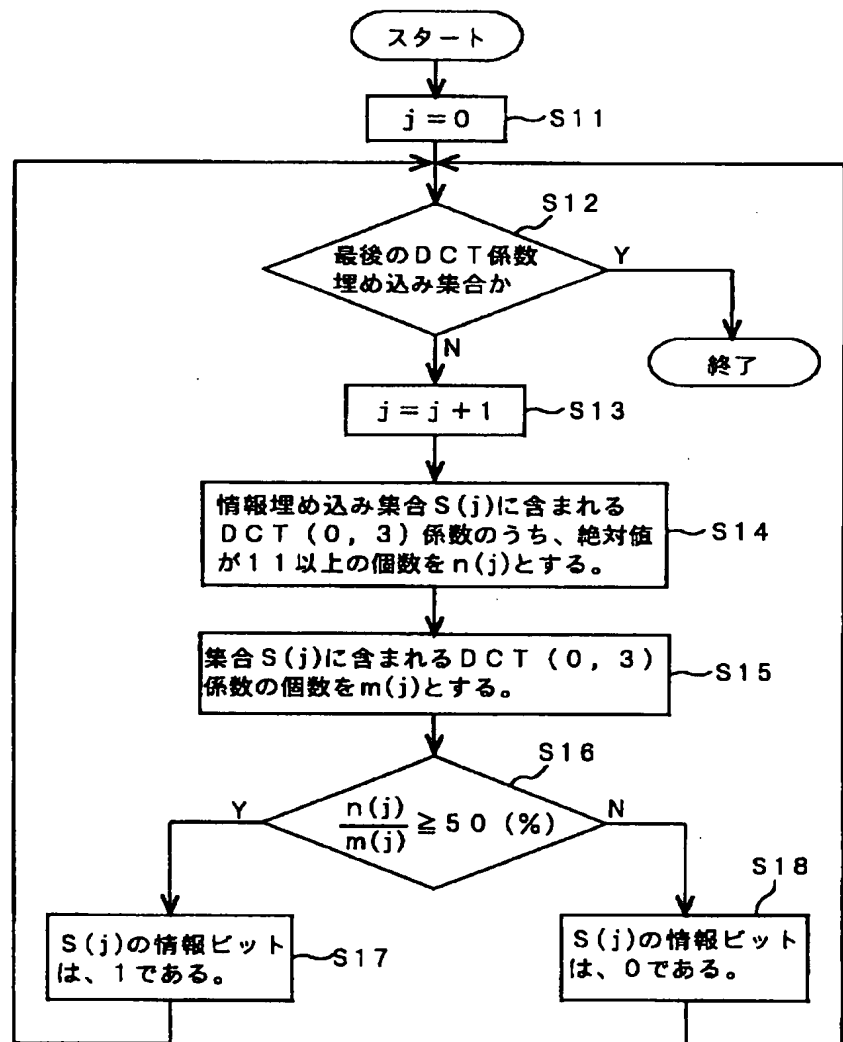 スタート
j=0
S11
S12
最後のDCT係数
埋め込み集合か
Y
N
終了
j=j+1
S13
情報埋め込み集合S(j)に含まれる
DCT(0,3)係数のうち、絶対値
が11以上の個数をn(j)とする。
S14
集合S(j)に含まれるDCT(0,3)
係数の個数をm(j)とする。
S15
S16
Y
n(j)
m(j)
≧50(%)
N
S18
S(j)の情報ビット
は、1である。
S17
S(j)の情報ビット
は、0である。